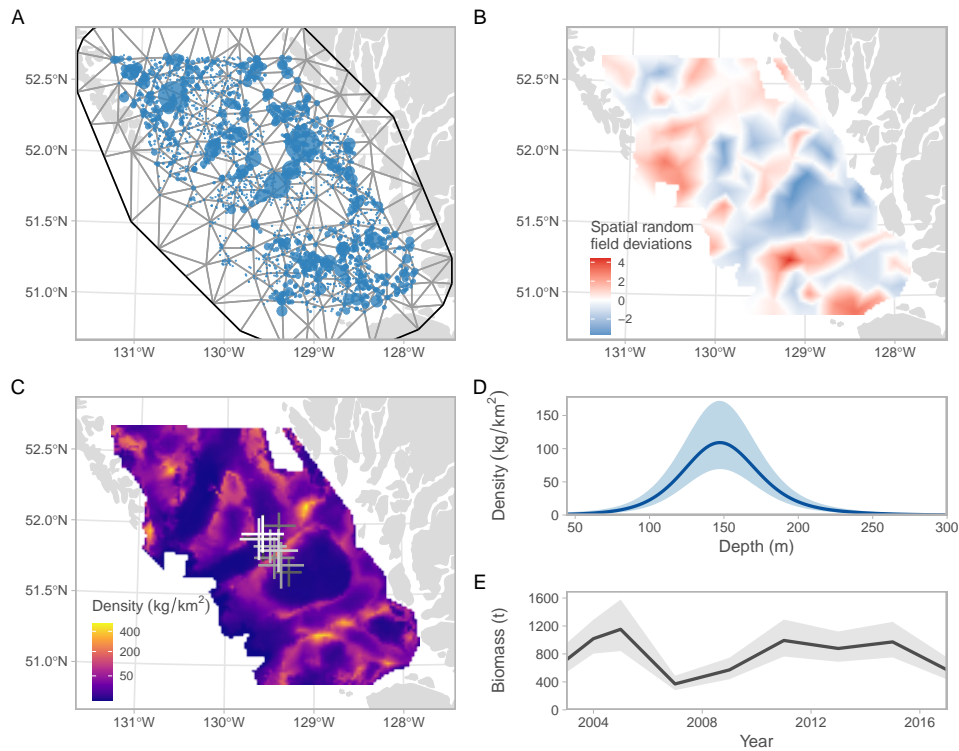 A
52.5°N
52.0°N
51.5°N
51.0°N
131°W
130°W
129°W
128°W
B
52.5°N
52.0°N
51.5°N
51.0°N
Spatial random
field deviations
4
2
0
−2
131°W
130°W
129°W
128°W
C
52.5°N
52.0°N
51.5°N
51.0°N
Density (kg/km²)
400
200
50
131°W
130°W
129°W
128°W
D
Density (kg/km²)
150
100
50
0
50
100
150
200
250
300
Depth (m)
E
Biomass (t)
1600
1200
800
400
0
2004
2008
2012
2016
Year